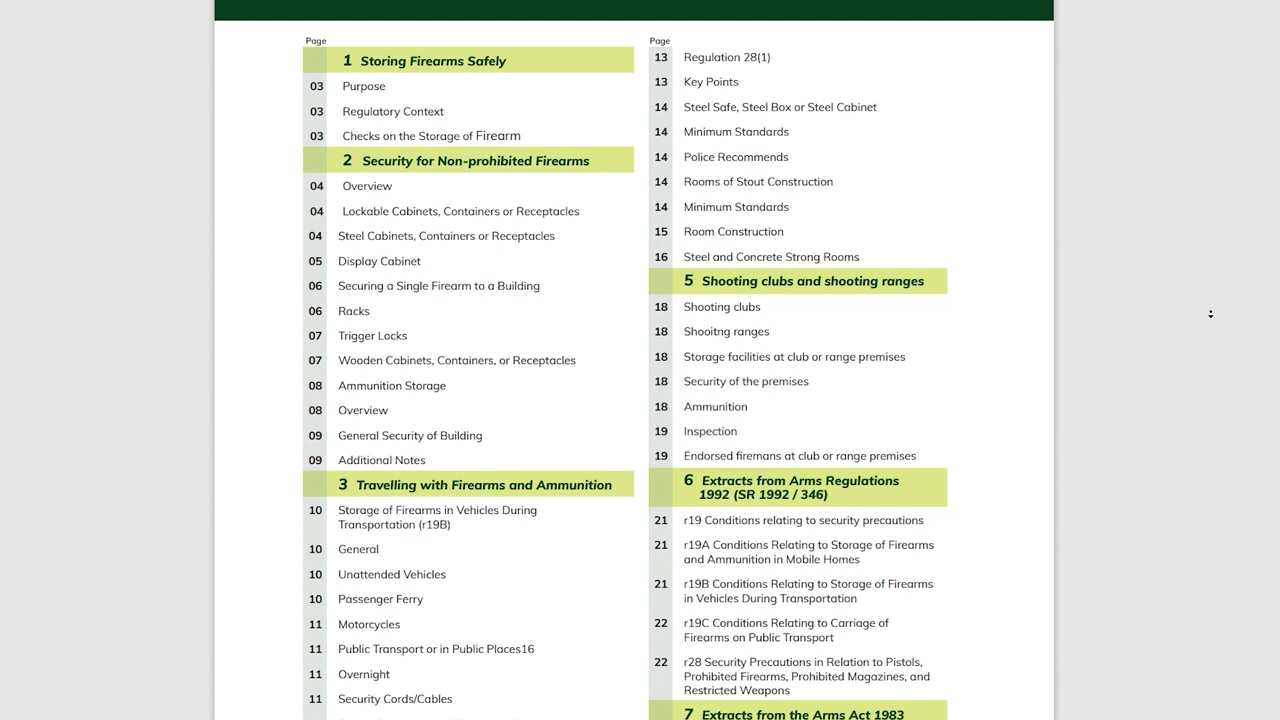 Page
1 Storing Firearms Safely
03 Purpose
03 Regulatory Context
03 Checks on the Storage of Firearm
2 Security for Non-prohibited Firearms
04 Overview
04 Lockable Cabinets, Containers or Receptacles
04 Steel Cabinets, Containers or Receptacles
05 Display Cabinet
06 Securing a Single Firearm to a Building
06 Racks
07 Trigger Locks
07 Wooden Cabinets, Containers, or Receptacles
08 Ammunition Storage
08 Overview
09 General Security of Building
09 Additional Notes
3 Travelling with Firearms and Ammunition
10 Storage of Firearms in Vehicles During
Transportation (r19B)
10 General
10 Unattended Vehicles
10 Passenger Ferry
11 Motorcycles
11 Public Transport or in Public Places16
11 Overnight
11 Security Cords/Cables
Page
13 Regulation 28(1)
13 Key Points
14 Steel Safe, Steel Box or Steel Cabinet
14 Minimum Standards
14 Police Recommends
14 Rooms of Stout Construction
14 Minimum Standards
15 Room Construction
16 Steel and Concrete Strong Rooms
5 Shooting clubs and shooting ranges
18 Shooting clubs
18 Shooitng ranges
18 Storage facilities at club or range premises
18 Security of the premises
18 Ammunition
19 Inspection
19 Endorsed firemans at club or range premises
6 Extracts from Arms Regulations
1992 (SR 1992 / 346)
21 r19 Conditions relating to security precautions
21 r19A Conditions Relating to Storage of Firearms
and Ammunition in Mobile Homes
21 r19B Conditions Relating to Storage of Firearms
in Vehicles During Transportation
22 r19C Conditions Relating to Carriage of
Firearms on Public Transport
22 r28 Security Precautions in Relation to Pistols,
Prohibited Firearms, Prohibited Magazines, and
Restricted Weapons
7 Extracts from the Arms Act 1983